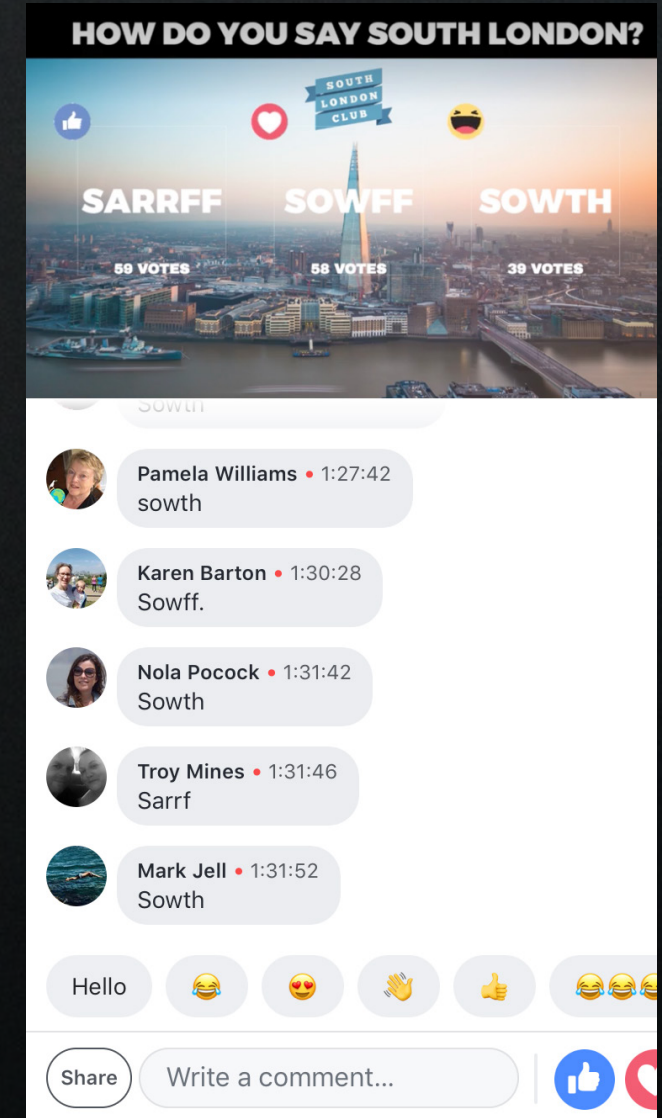 HOW DO YOU SAY SOUTH LONDON?
SOUTH
LONDON
CLUB
SARRFF SOWFF SOWTH
59 VOTES 58 VOTES 39 VOTES
Sowth
Pamela Williams • 1:27:42
sowth
Karen Barton • 1:30:28
Sowff.
Nola Pocock • 1:31:42
Sowth
Troy Mines • 1:31:46
Sarrf
Mark Jell • 1:31:52
Sowth
Hello
Share Write a comment...